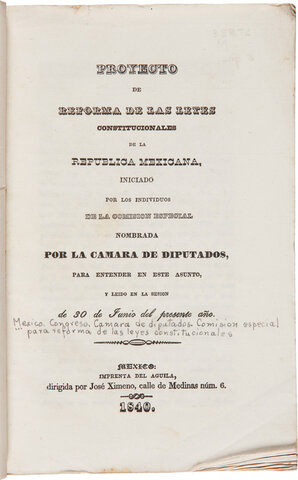 PROYECTO
DE
REFORMA DE LAS LEYES
CONSTITUCIONALES
DE LA
REPUBLICA MEXICANA,
INICIADO
POR LOS INDIVIDUOS
DE LA COMISION ESPECIAL
NOMBRADA
POR LA CAMARA DE DIPUTADOS,
PARA ENTENDER EN ESTE ASUNTO,
Y LEIDO EN LA SESION
de 30 de Junio del presente año.
Mexico. Congreso. Camara de diputados. Comision especial
para reforma de las leyes constitucionales
MEXICO:
IMPRENTA DEL AGUILA,
dirigida por José Ximeno, calle de Medinas núm. 6.
1840.